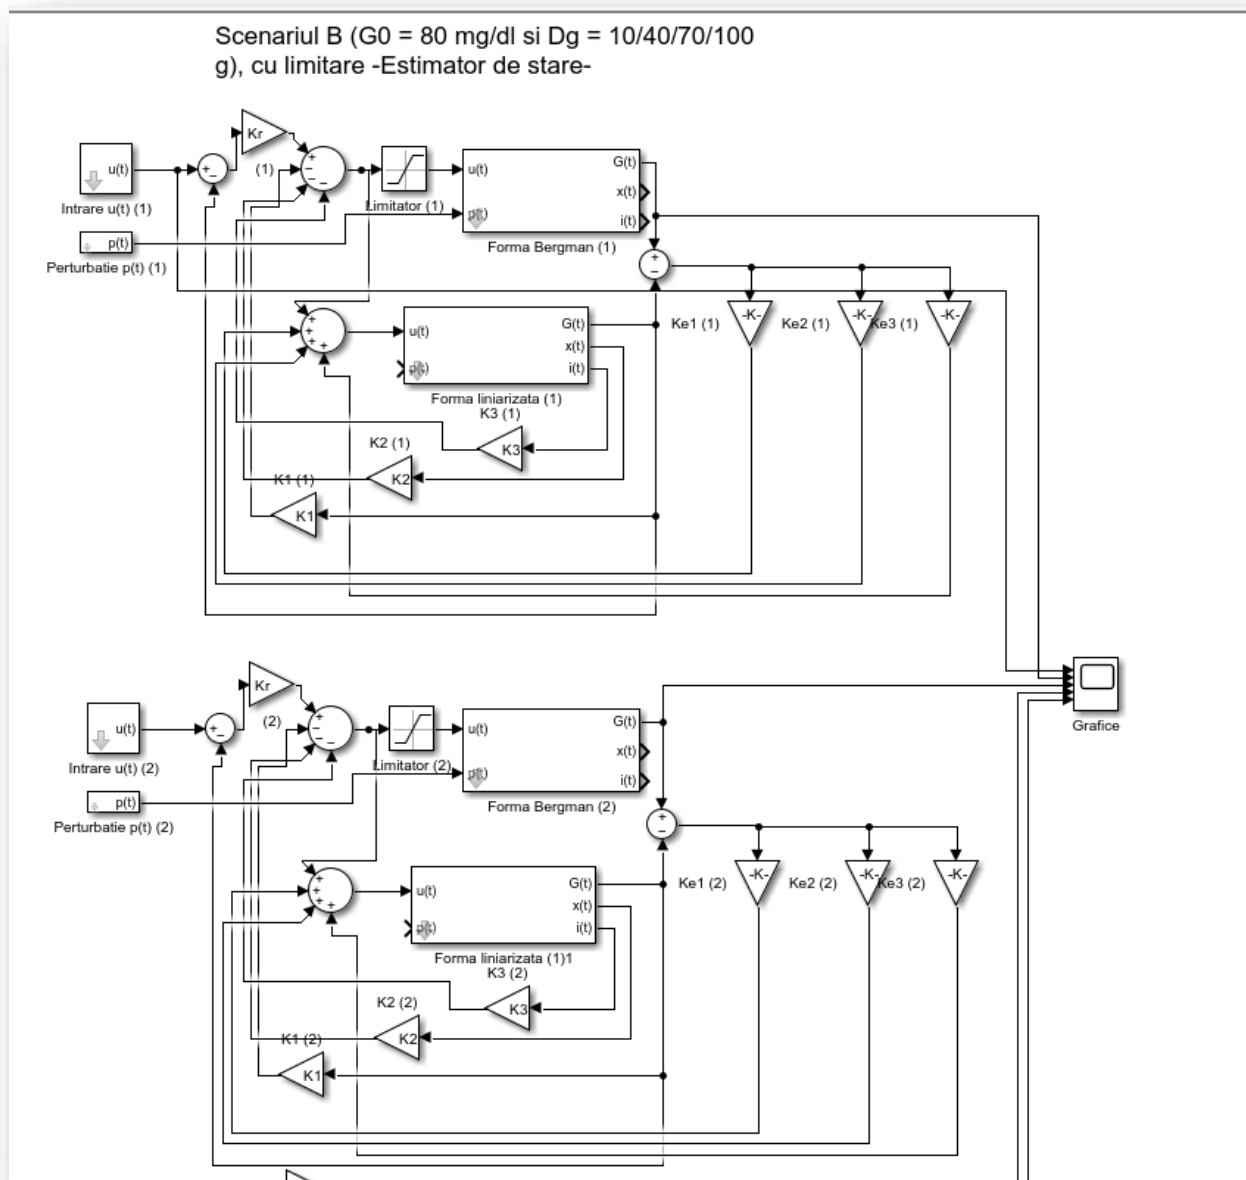 Scenariul B (G0 = 80 mg/dl si Dg = 10/40/70/100
g), cu limitare -Estimator de stare-
Kr
(1)
u(t)
Intrare u(t) (1)
p(t)
Perturbatie p(t) (1)
Limitator (1)
u(t)
p(t)
G(t)
x(t)
i(t)
Forma Bergman (1)
Ke1 (1)
-K-
Ke2 (1)
-K-
Ke3 (1)
-K-
u(t)
p(t)
G(t)
x(t)
i(t)
Forma liniarizata (1)
K3 (1)
K3
K2 (1)
K2
K1 (1)
K1
Kr
(2)
u(t)
Intrare u(t) (2)
p(t)
Perturbatie p(t) (2)
Limitator (2)
u(t)
p(t)
G(t)
x(t)
i(t)
Forma Bergman (2)
Grafice
Ke1 (2)
-K-
Ke2 (2)
-K-
Ke3 (2)
-K-
u(t)
p(t)
G(t)
x(t)
i(t)
Forma liniarizata (1)1
K3 (2)
K3
K2 (2)
K2
K1 (2)
K1